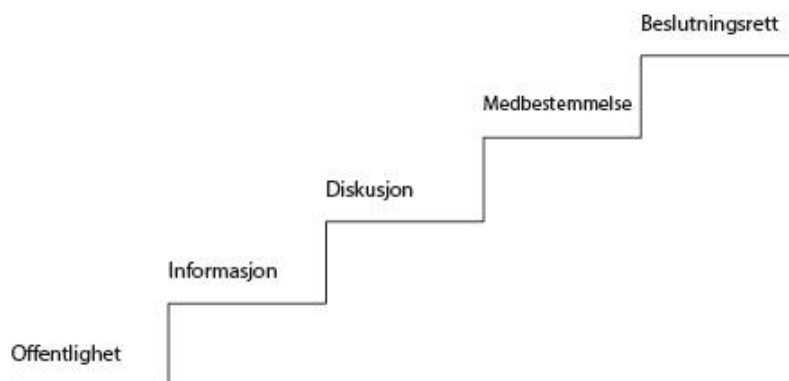 Beslutningsrett
Medbestemmelse
Diskusjon
Informasjon
Offentlighet